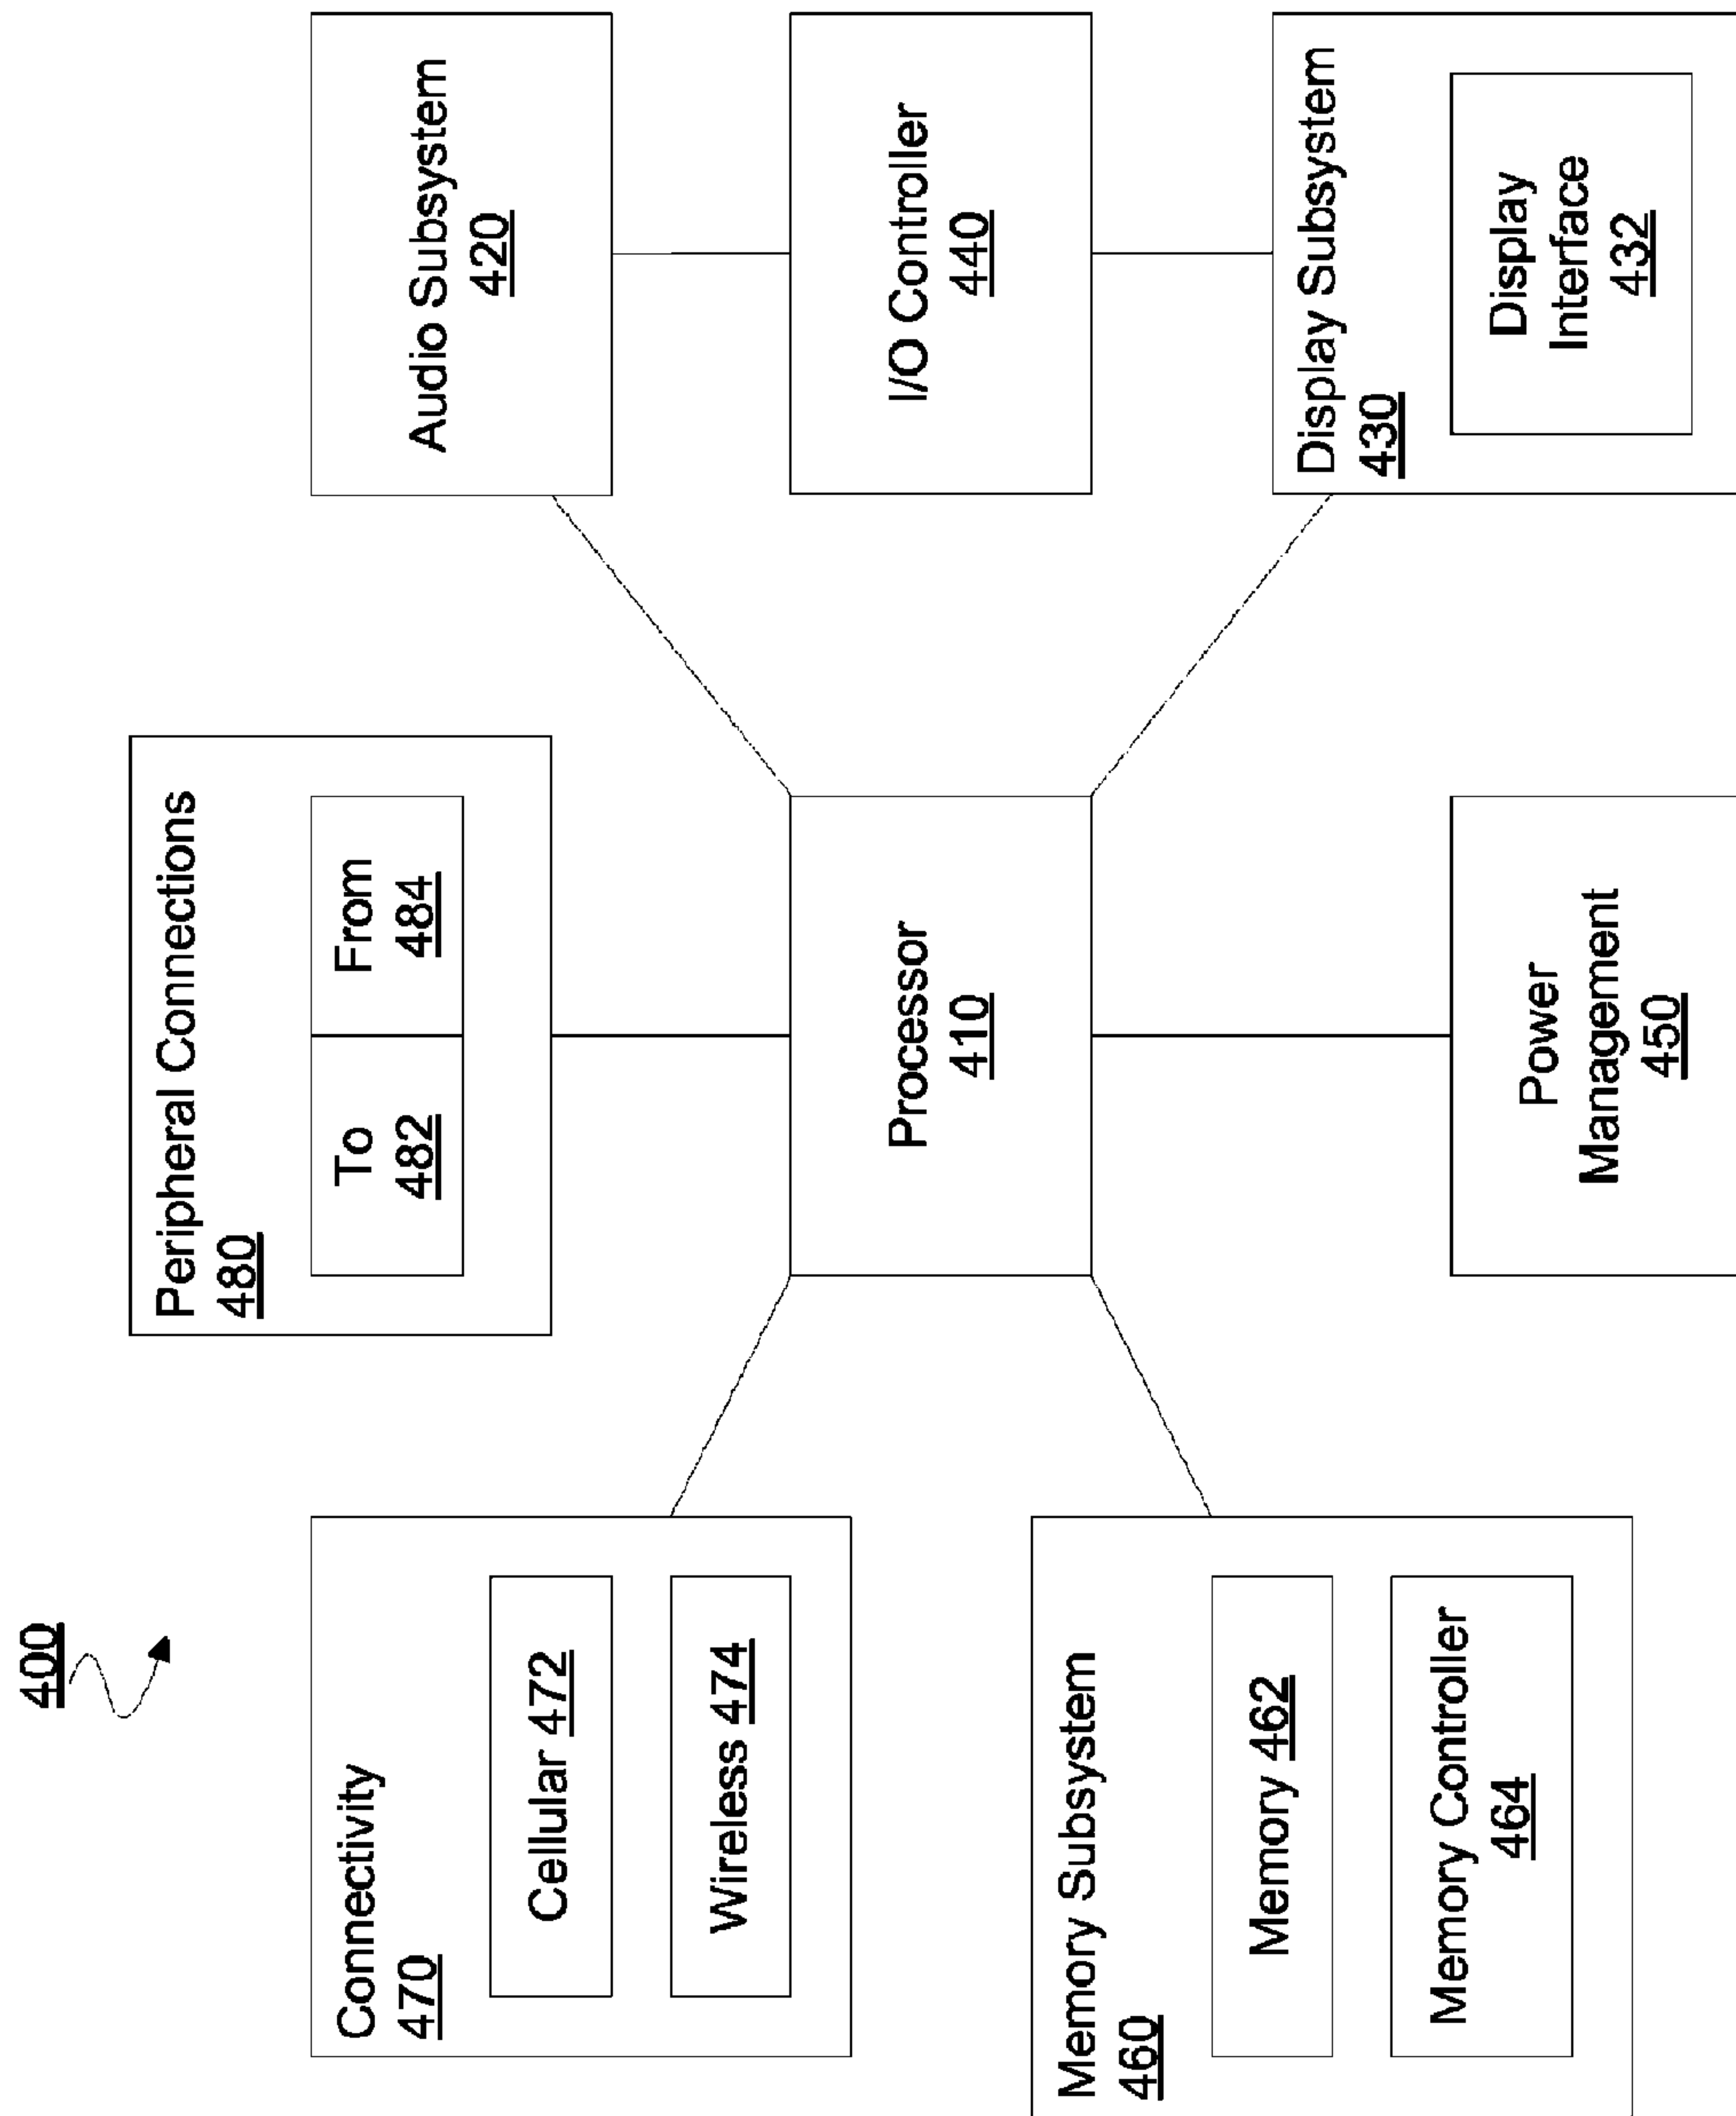 400
Connectivity
470
Cellular 472
Wireless 474
Memory Subsystem
460
Memory 462
Memory Controller
464
Peripheral Connections
480
To
482
From
484
Processor
410
Power
Management
450
Audio Subsystem
420
I/O Controller
440
Display Subsystem
430
Display
Interface
432